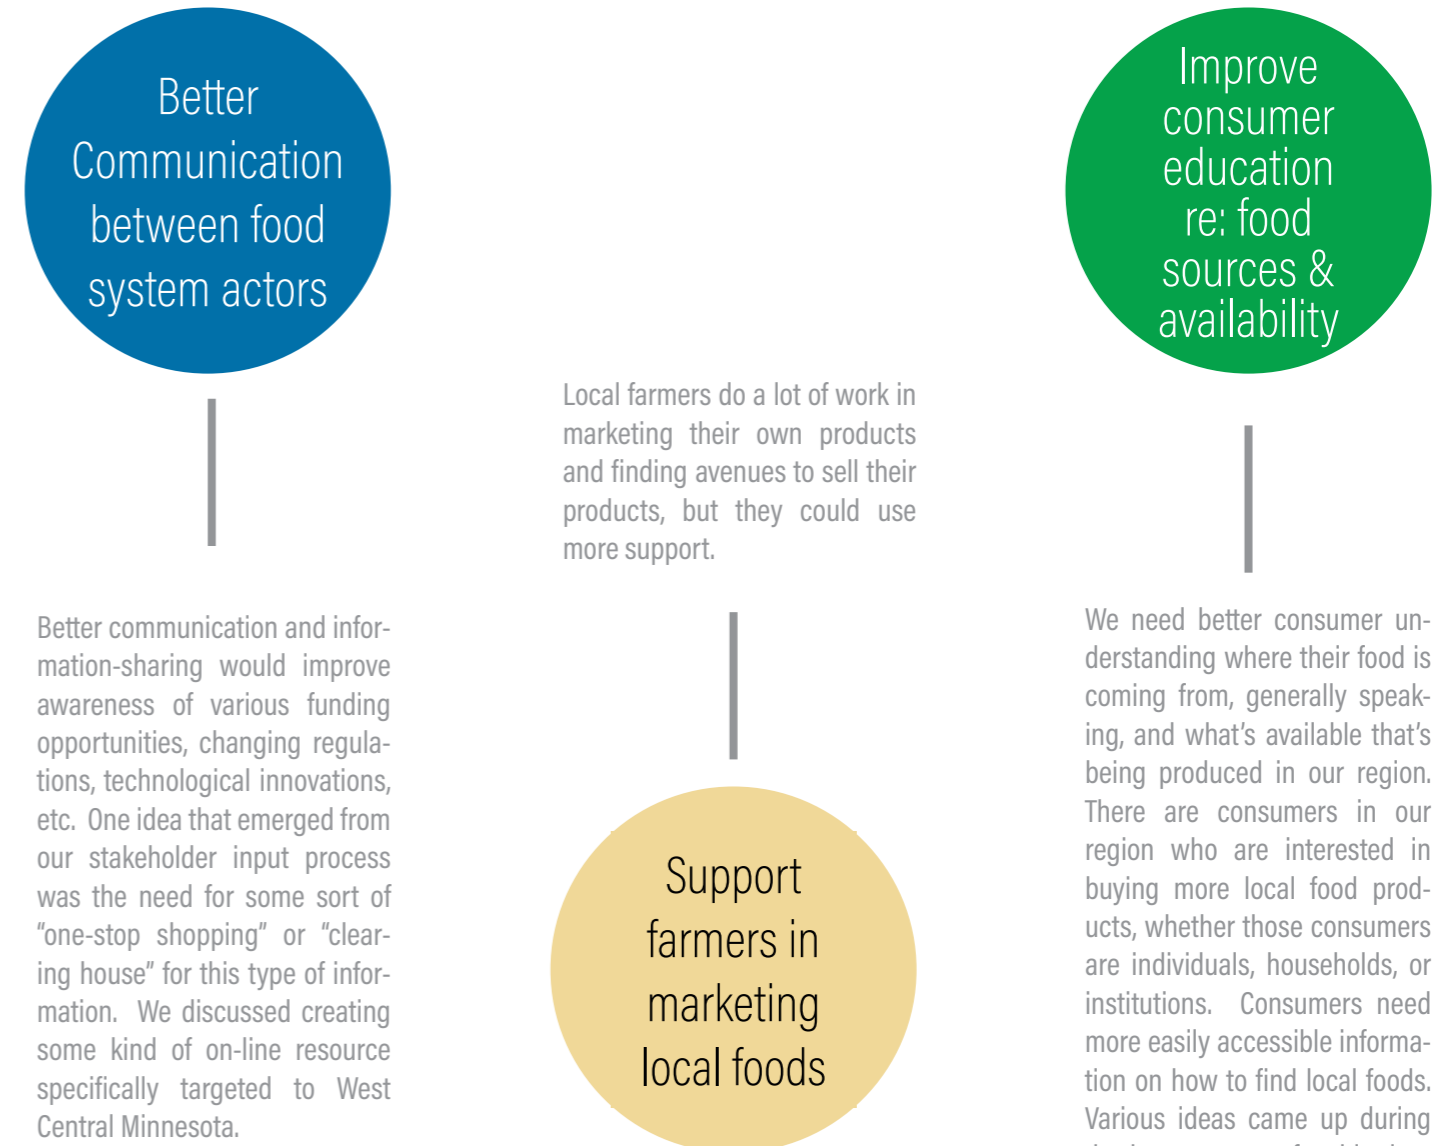 Better
Communication
between food
system actors
Better communication and infor-
mation-sharing would improve
awareness of various funding
opportunities, changing regula-
tions, technological innovations,
etc.  One idea that emerged from
our stakeholder input process
was the need for some sort of
“one-stop shopping” or “clear-
ing house” for this type of infor-
mation.  We discussed creating
some kind of on-line resource
specifically targeted to West
Central Minnesota.
Local farmers do a lot of work in
marketing their own products
and finding avenues to sell their
products, but they could use
more support.
Support
farmers in
marketing
local foods
Improve
consumer
education
re: food
sources &
availability
We need better consumer un-
derstanding where their food is
coming from, generally speak-
ing, and what’s available that’s
being produced in our region.
There are consumers in our
region who are interested in
buying more local food prod-
ucts, whether those consumers
are individuals, households, or
institutions.  Consumers need
more easily accessible informa-
tion on how to find local foods.
Various ideas came up during